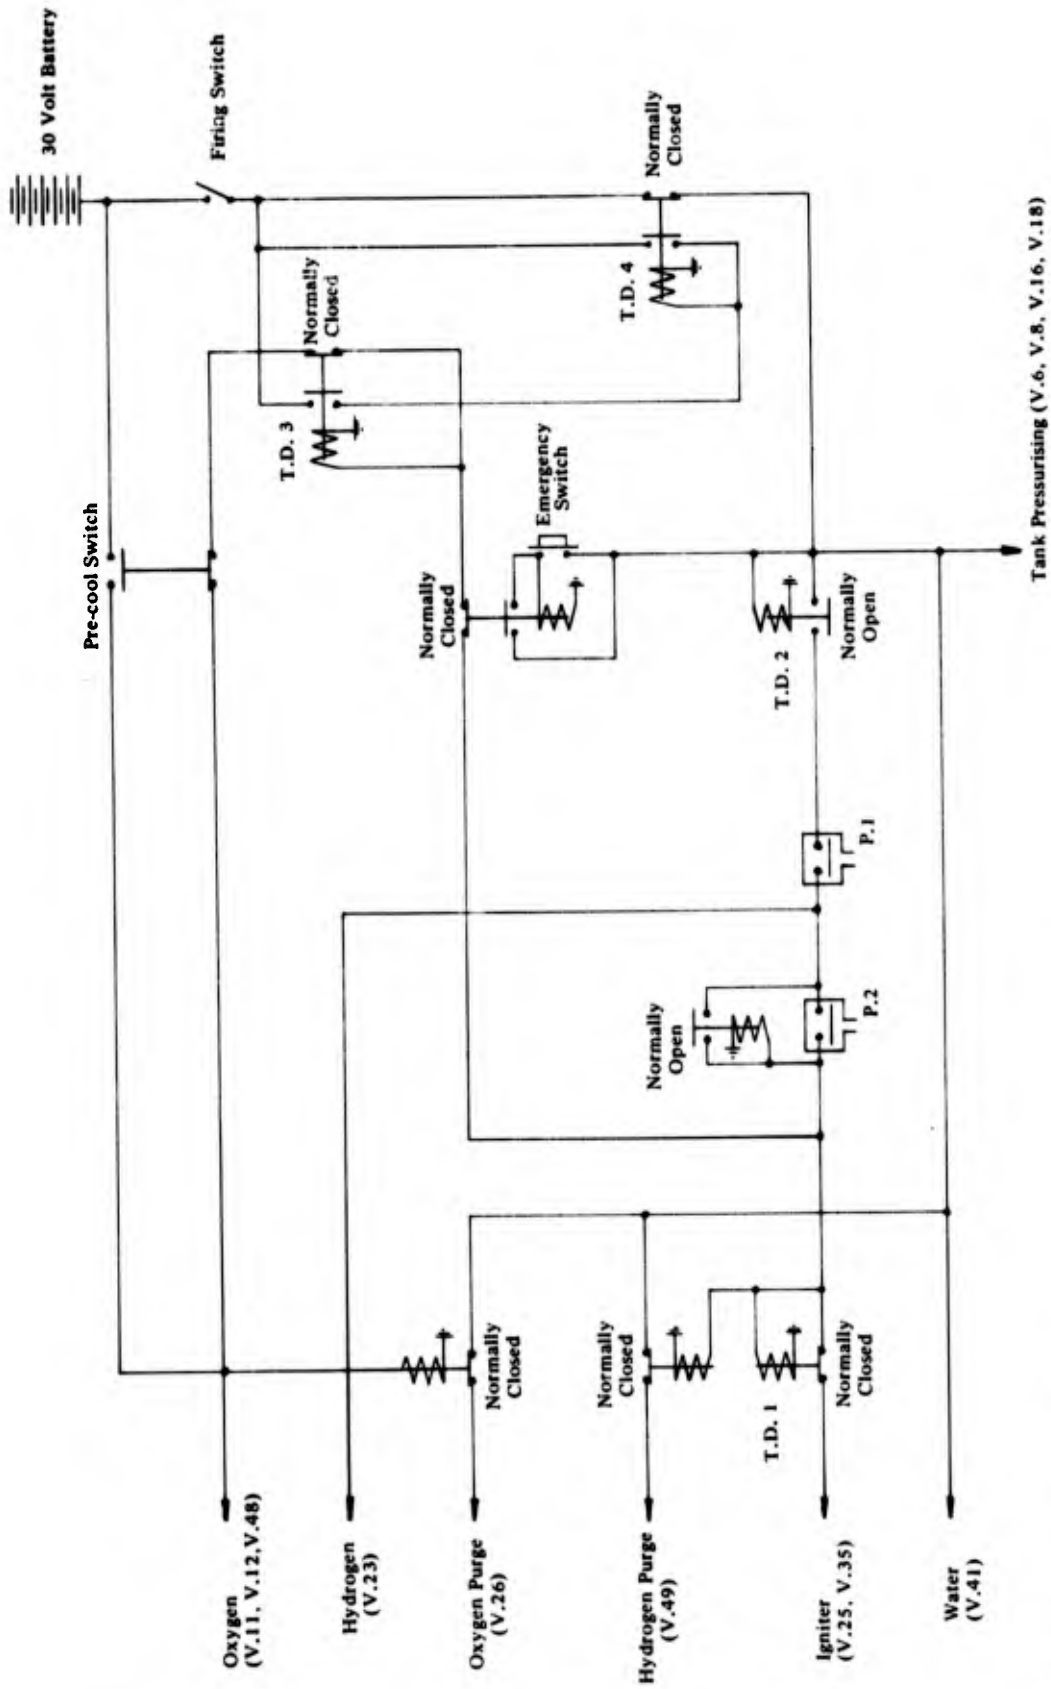 30 Volt Battery
Firing Switch
Pre-cool Switch
Normally
Closed
T.D. 3
Normally
Closed
T.D. 4
Emergency
Switch
Normally
Closed
T.D. 2
Normally
Open
Tank Pressurising (V.6, V.8, V.16, V.18)
P.1
Normally
Open
P.2
Normally
Closed
Normally
Closed
T.D. 1
Normally
Closed
Oxygen
(V.11, V.12,V.48)
Hydrogen
(V.23)
Oxygen Purge
(V.26)
Hydrogen Purge
(V.49)
Igniter
(V.25, V.35)
Water
(V.41)